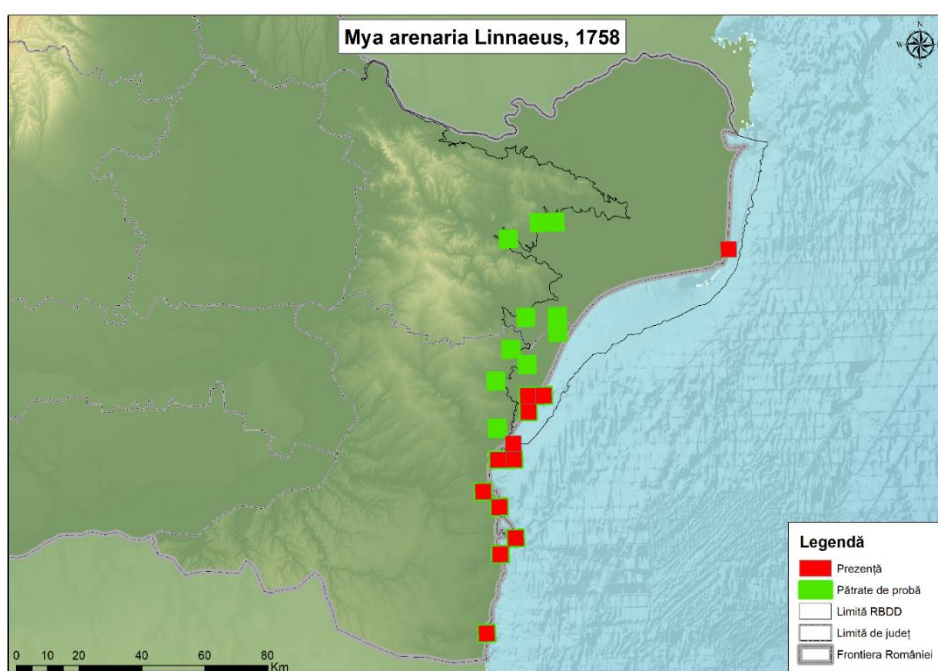 Mya arenaria Linnaeus, 1758
N
W E
S
Legendă
Prezență
Pătrate de probă
Limită RBDD
Limită de județ
Frontiera României
0 10 20 40 60 80
Km